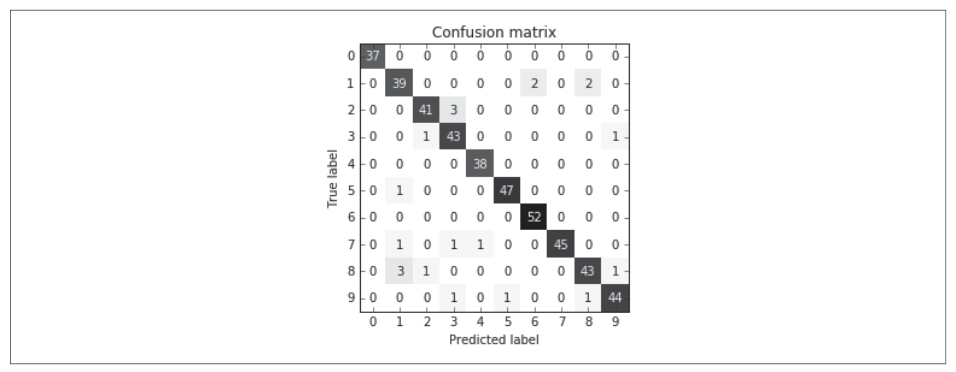 Confusion matrix
0 37 0 0 0 0 0 0 0 0 0
1 0 39 0 0 0 0 2 0 2 0
2 0 0 41 3 0 0 0 0 0 0
3 0 0 1 43 0 0 0 0 0 1
4 0 0 0 0 38 0 0 0 0 0
5 0 1 0 0 0 47 0 0 0 0
6 0 0 0 0 0 0 52 0 0 0
7 0 1 0 1 1 0 0 45 0 0
8 0 3 1 0 0 0 0 0 43 1
9 0 0 0 1 0 1 0 0 1 44
0 1 2 3 4 5 6 7 8 9
Predicted label
True label